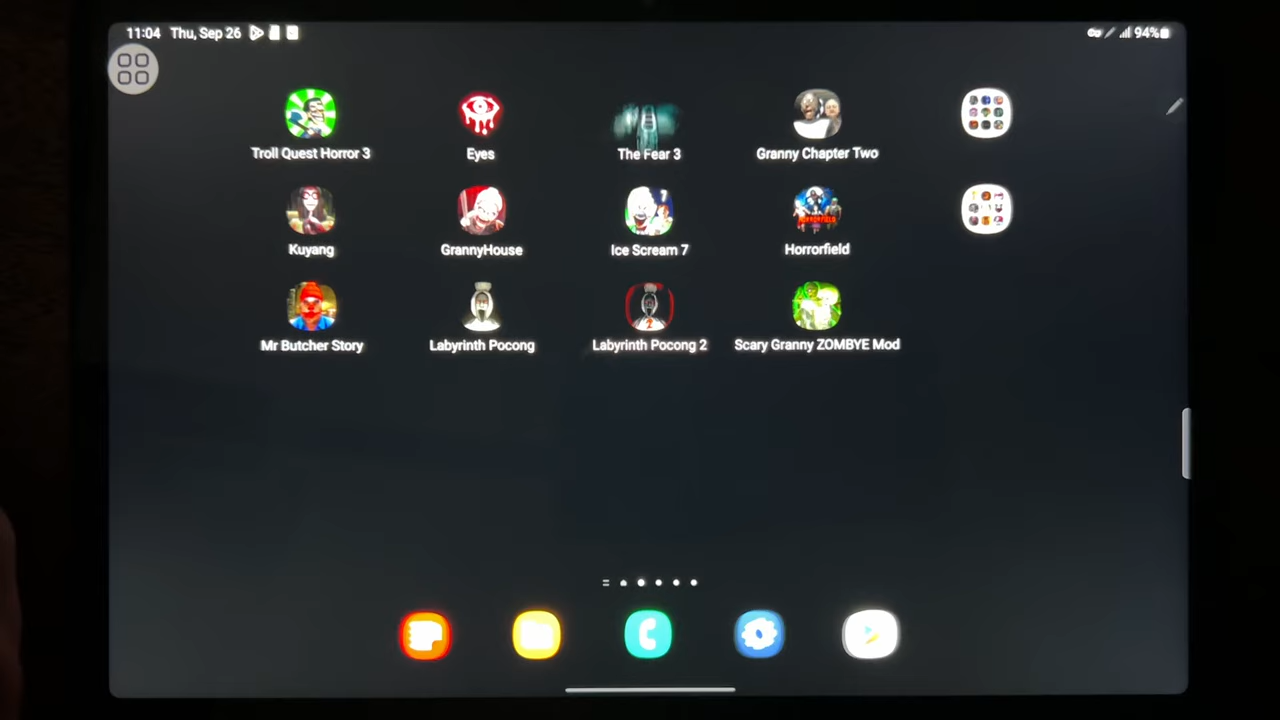 11:04 Thu, Sep 26
94%
Troll Quest Horror 3
Eyes
The Fear 3
Granny Chapter Two
Kuyang
GrannyHouse
Ice Scream 7
Horrorfield
Mr Butcher Story
Labyrinth Pocong
Labyrinth Pocong 2
Scary Granny ZOMBYE Mod